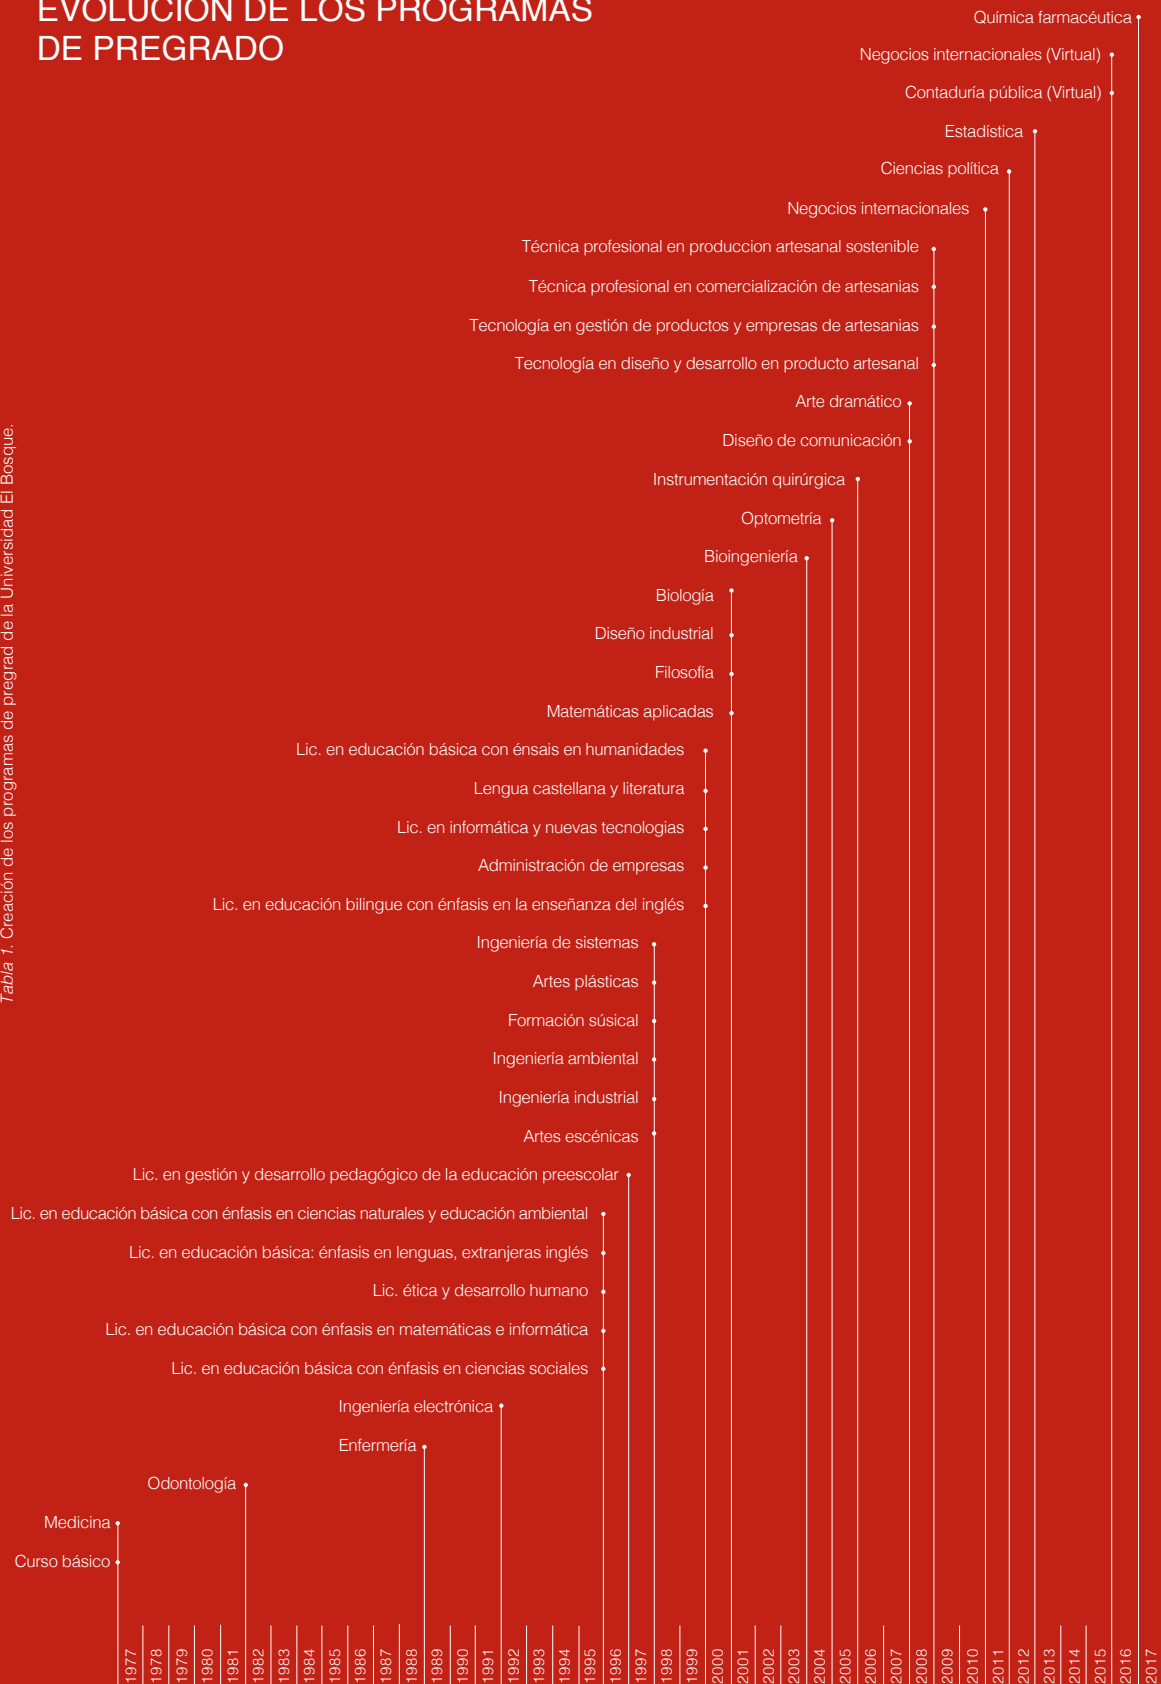 EVOLUCIÓN DE LOS PROGRAMAS
DE PREGRADO
Química farmacéutica
Negocios internacionales (Virtual)
Contaduría pública (Virtual)
Estadística
Ciencias política
Negocios internacionales
Técnica profesional en produccion artesanal sostenible
Técnica profesional en comercialización de artesanias
Tecnología en gestión de productos y empresas de artesanias
Tecnología en diseño y desarrollo en producto artesanal
Arte dramático
Diseño de comunicación
Instrumentación quirúrgica
Optometría
Bioingeniería
Biología
Diseño industrial
Filosofía
Matemáticas aplicadas
Lic. en educación básica con énsais en humanidades
Lengua castellana y literatura
Lic. en informática y nuevas tecnologias
Administración de empresas
Lic. en educación bilingue con énfasis en la enseñanza del inglés
Ingeniería de sistemas
Artes plásticas
Formación súsical
Ingeniería ambiental
Ingeniería industrial
Artes escénicas
Lic. en gestión y desarrollo pedagógico de la educación preescolar
Lic. en educación básica con énfasis en ciencias naturales y educación ambiental
Lic. en educación básica: énfasis en lenguas, extranjeras inglés
Lic. ética y desarrollo humano
Lic. en educación básica con énfasis en matemáticas e informática
Lic. en educación básica con énfasis en ciencias sociales
Ingeniería electrónica
Enfermería
Odontología
Medicina
Curso básico
1977
1978
1979
1980
1981
1982
1983
1984
1985
1986
1987
1988
1989
1990
1991
1992
1993
1994
1995
1996
1997
1998
1999
2000
2001
2002
2003
2004
2005
2006
2007
2008
2009
2010
2011
2012
2013
2014
2015
2016
2017
Tabla 1. Creación de los programas de pregrad de la Universidad El Bosque.